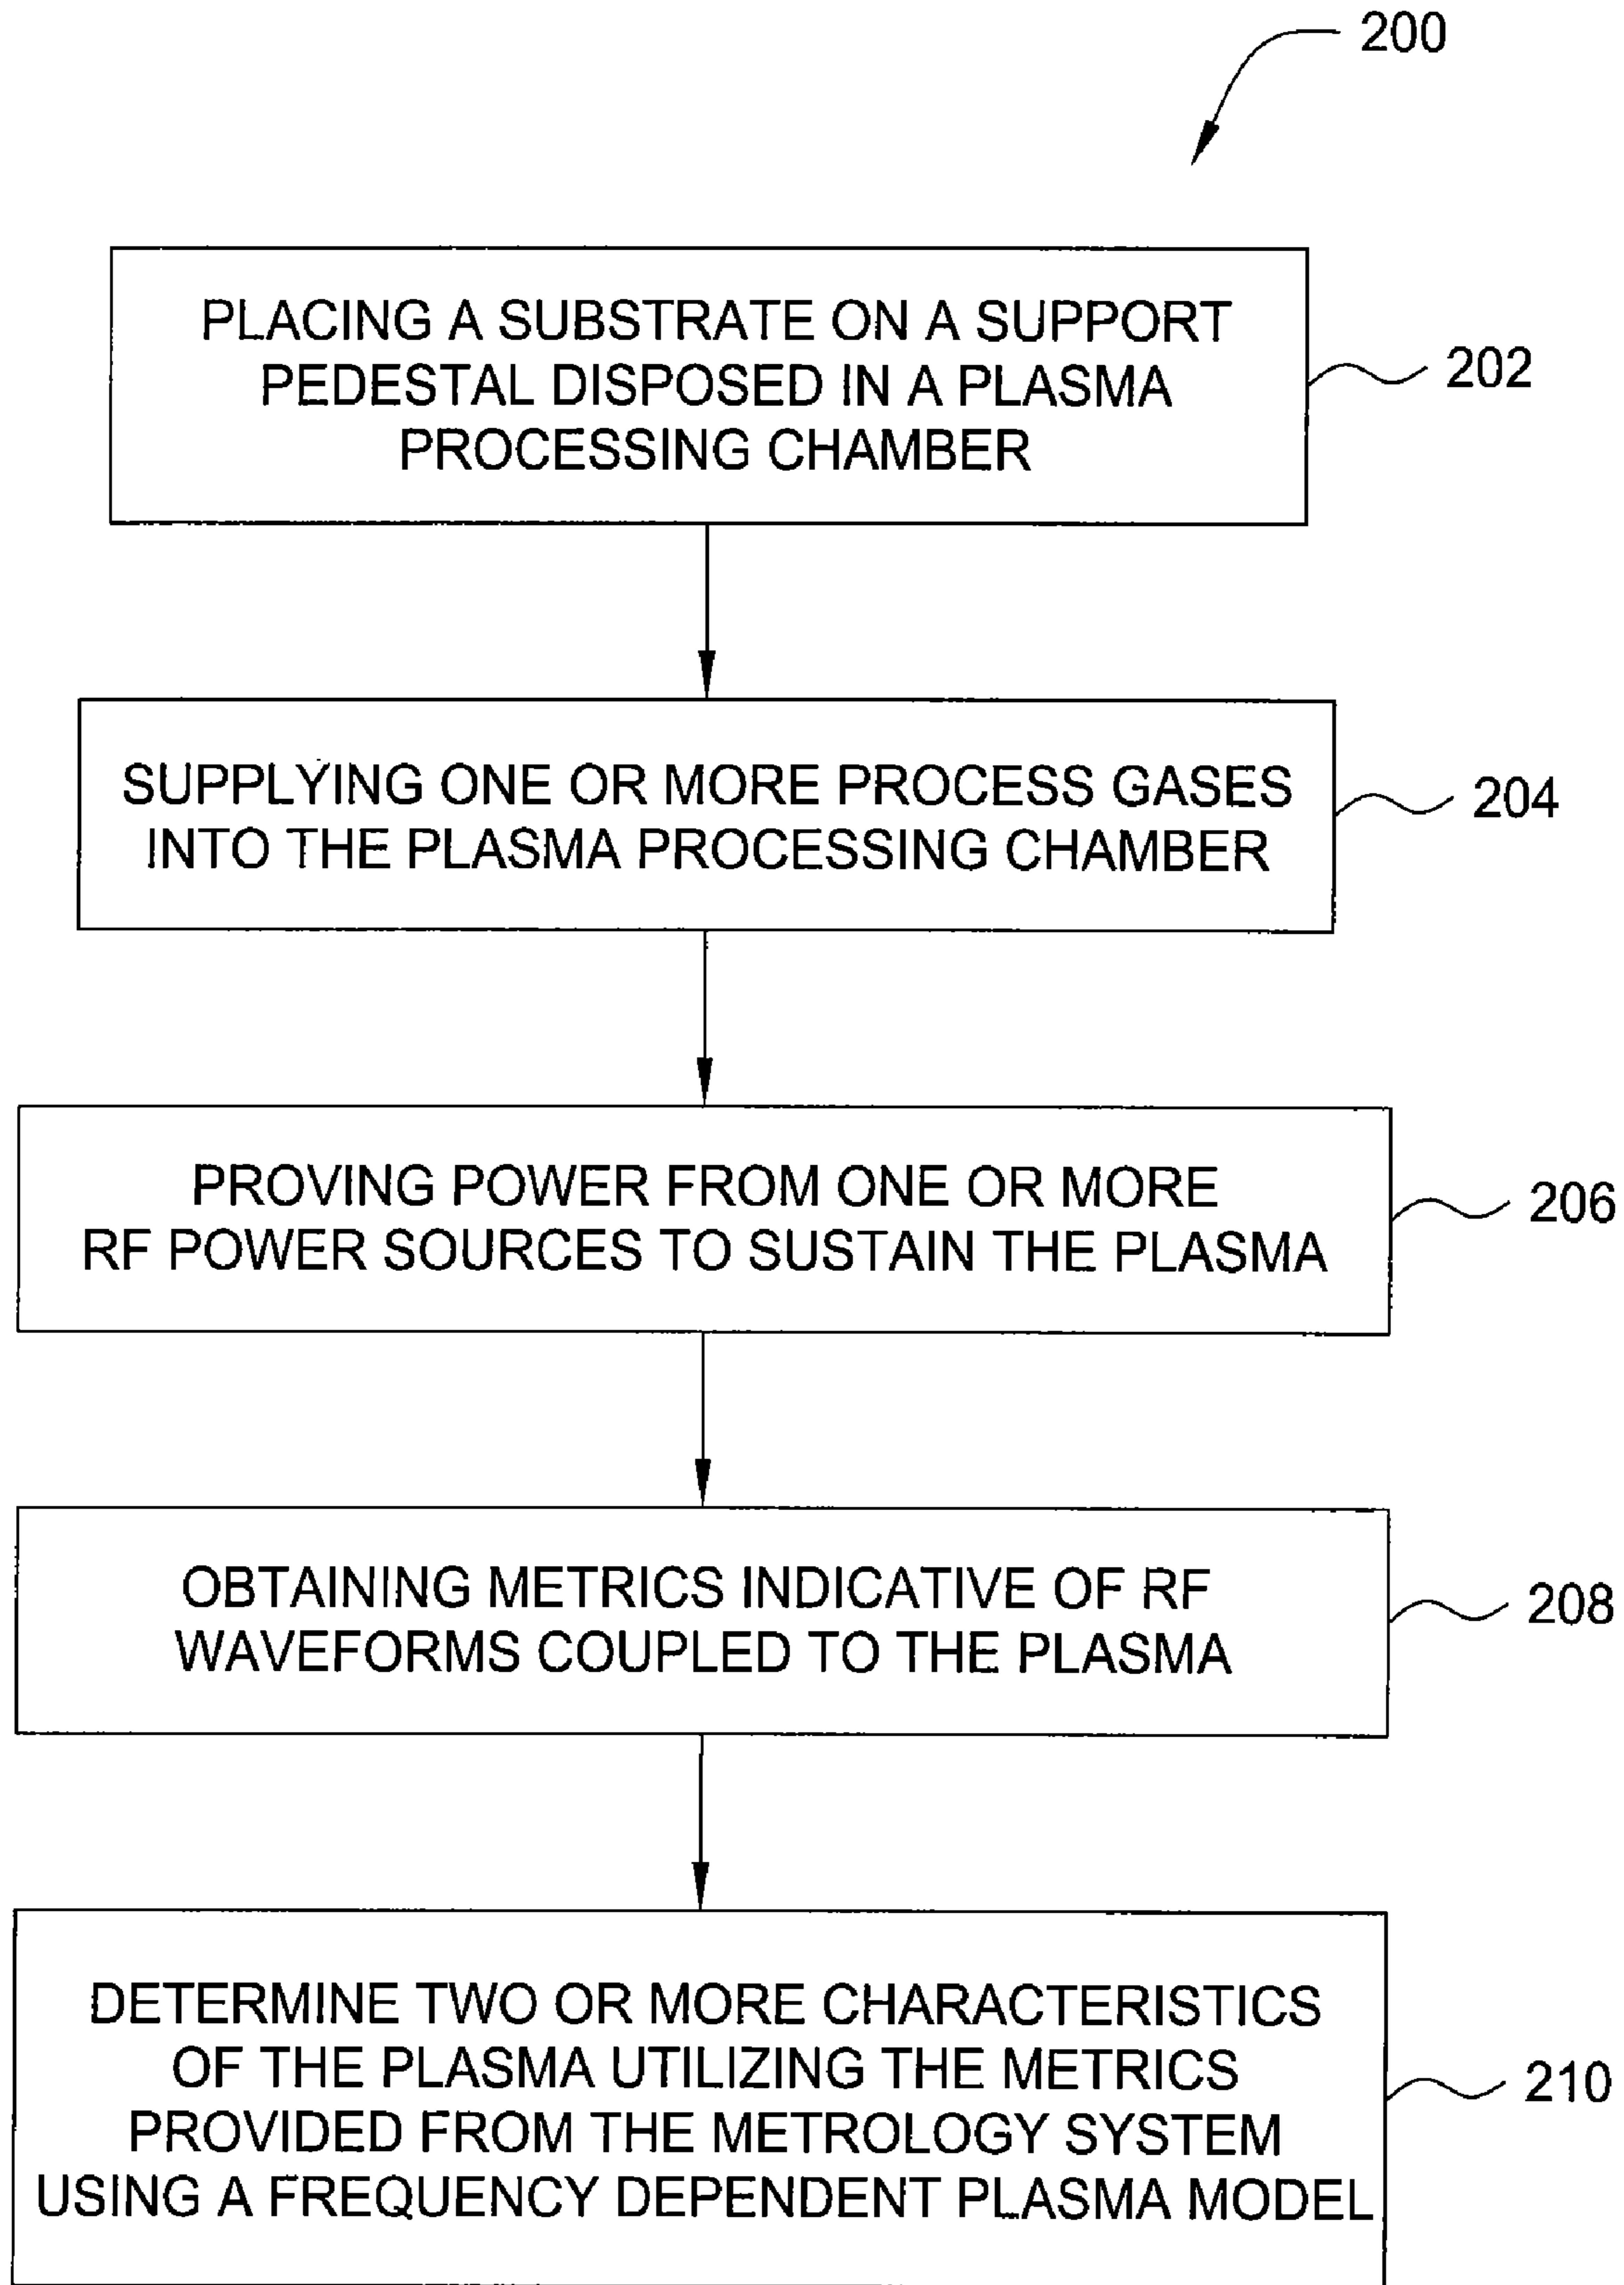 200
PLACING A SUBSTRATE ON A SUPPORT
PEDESTAL DISPOSED IN A PLASMA
PROCESSING CHAMBER
202
SUPPLYING ONE OR MORE PROCESS GASES
INTO THE PLASMA PROCESSING CHAMBER
204
PROVING POWER FROM ONE OR MORE
RF POWER SOURCES TO SUSTAIN THE PLASMA
206
OBTAINING METRICS INDICATIVE OF RF
WAVEFORMS COUPLED TO THE PLASMA
208
DETERMINE TWO OR MORE CHARACTERISTICS
OF THE PLASMA UTILIZING THE METRICS
PROVIDED FROM THE METROLOGY SYSTEM
USING A FREQUENCY DEPENDENT PLASMA MODEL
210